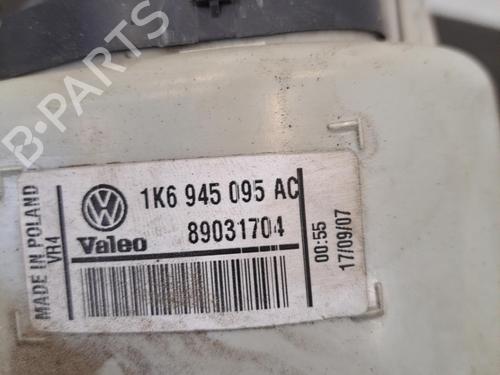 B-PARTS
MADE IN POLAND
VR4
1K6 945 095 AC
Valeo
89031704
00:55
17/09/07